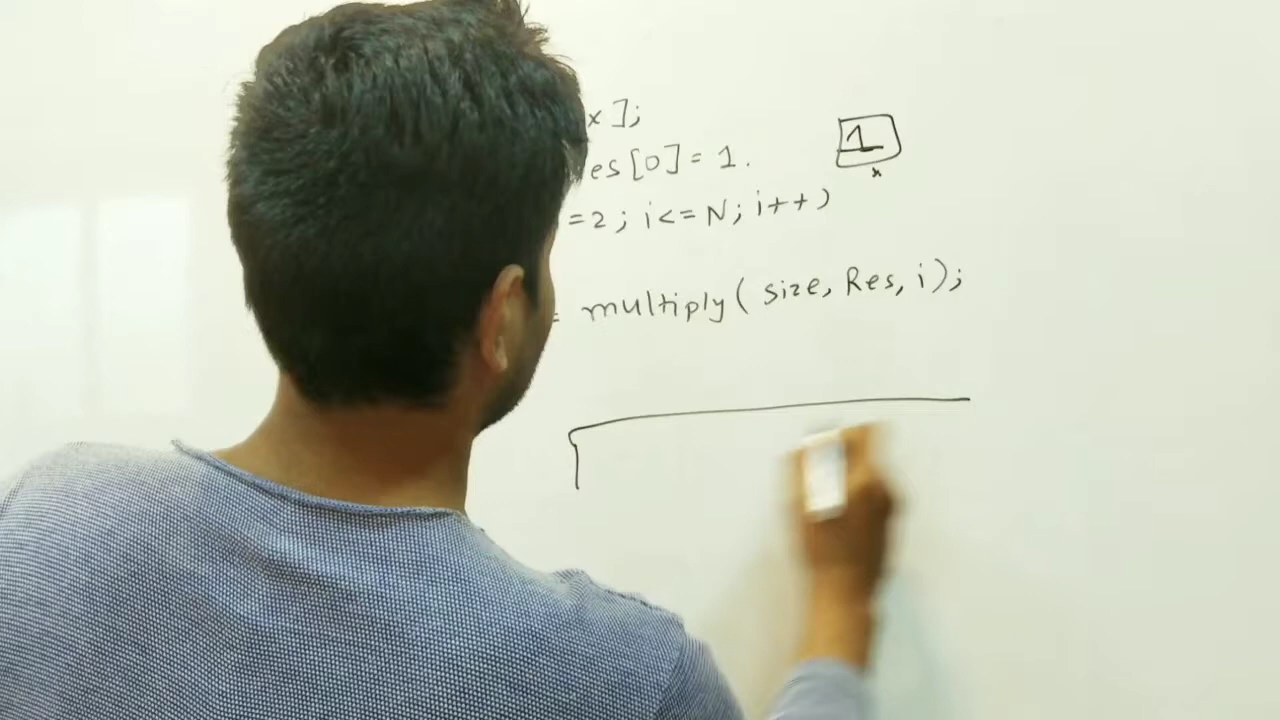 x];
es[0]=1. 1
=2; i<=N; i++)
= multiply( size, Res, i);